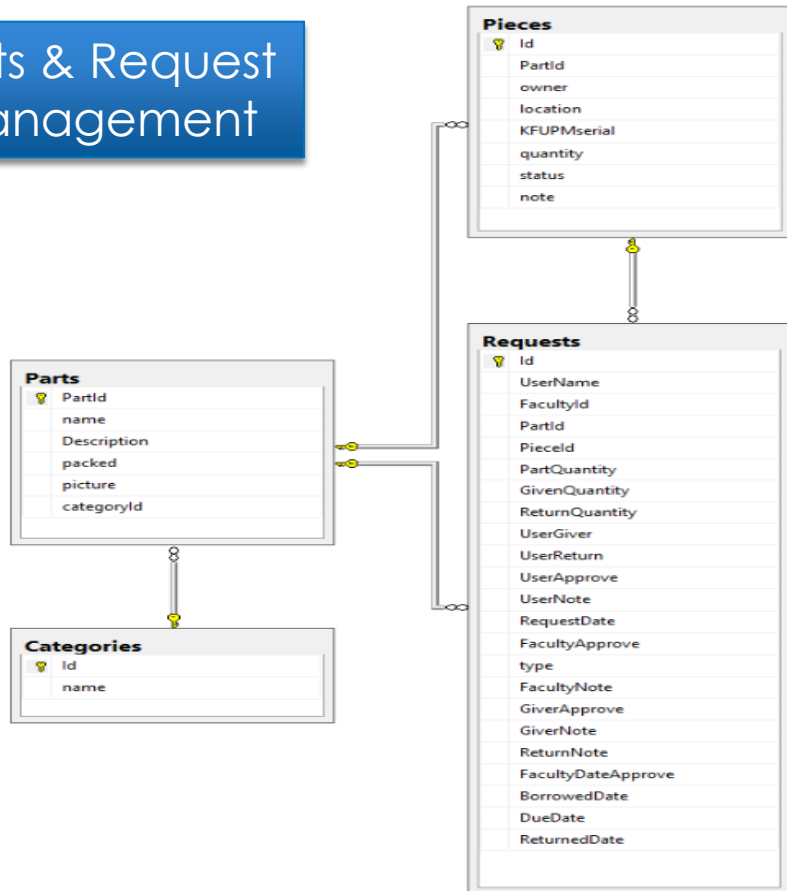 ts & Request
anagement
Pieces
Id
PartId
owner
location
KFUPMserial
quantity
status
note
Parts
PartId
name
Description
packed
picture
categoryId
Categories
Id
name
Requests
Id
UserName
FacultyId
PartId
PieceId
PartQuantity
GivenQuantity
ReturnQuantity
UserGiver
UserReturn
UserApprove
UserNote
RequestDate
FacultyApprove
type
FacultyNote
GiverApprove
GiverNote
ReturnNote
FacultyDateApprove
BorrowedDate
DueDate
ReturnedDate